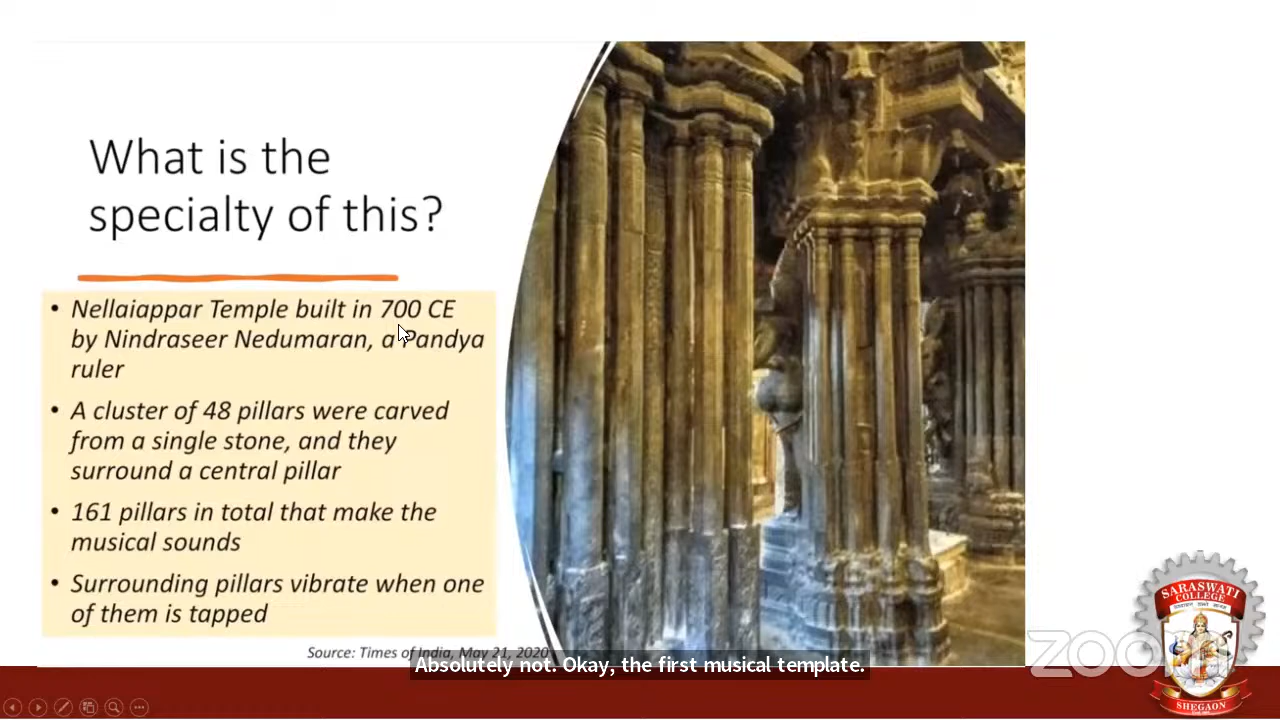 What is the
specialty of this?
• Nellaiappar Temple built in 700 CE
by Nindraseer Nedumaran, a Pandya
ruler
• A cluster of 48 pillars were carved
from a single stone, and they
surround a central pillar
• 161 pillars in total that make the
musical sounds
• Surrounding pillars vibrate when one
of them is tapped
Source: Times of India, May 21, 2020
Absolutely not. Okay, the first musical template.
zoom
SARASWATI
COLLEGE
SHEGAON